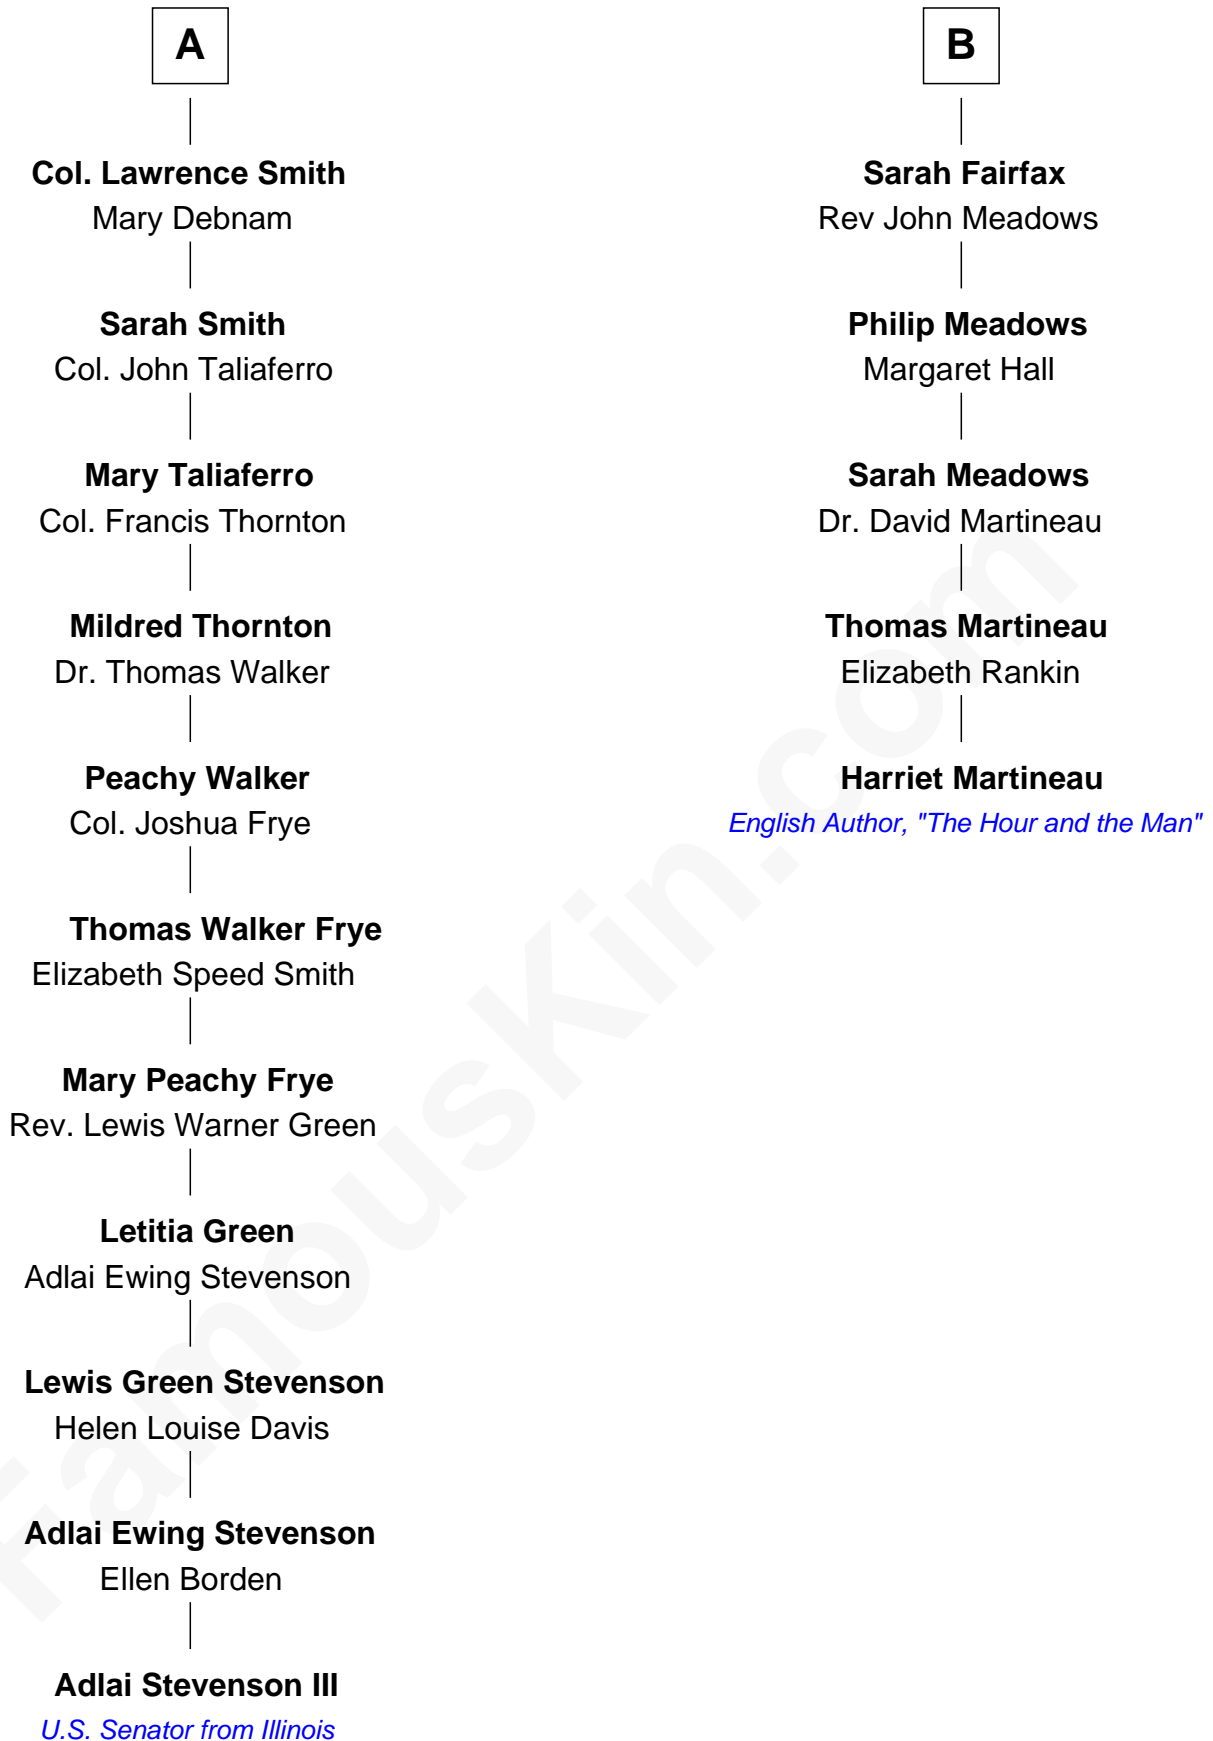 A
Col. Lawrence Smith
Mary Debnam
Sarah Smith
Col. John Taliaferro
Mary Taliaferro
Col. Francis Thornton
Mildred Thornton
Dr. Thomas Walker
Peachy Walker
Col. Joshua Frye
Thomas Walker Frye
Elizabeth Speed Smith
Mary Peachy Frye
Rev. Lewis Warner Green
Letitia Green
Adlai Ewing Stevenson
Lewis Green Stevenson
Helen Louise Davis
Adlai Ewing Stevenson
Ellen Borden
Adlai Stevenson III
U.S. Senator from Illinois
B
Sarah Fairfax
Rev John Meadows
Philip Meadows
Margaret Hall
Sarah Meadows
Dr. David Martineau
Thomas Martineau
Elizabeth Rankin
Harriet Martineau
English Author, "The Hour and the Man"
FamousKin.com